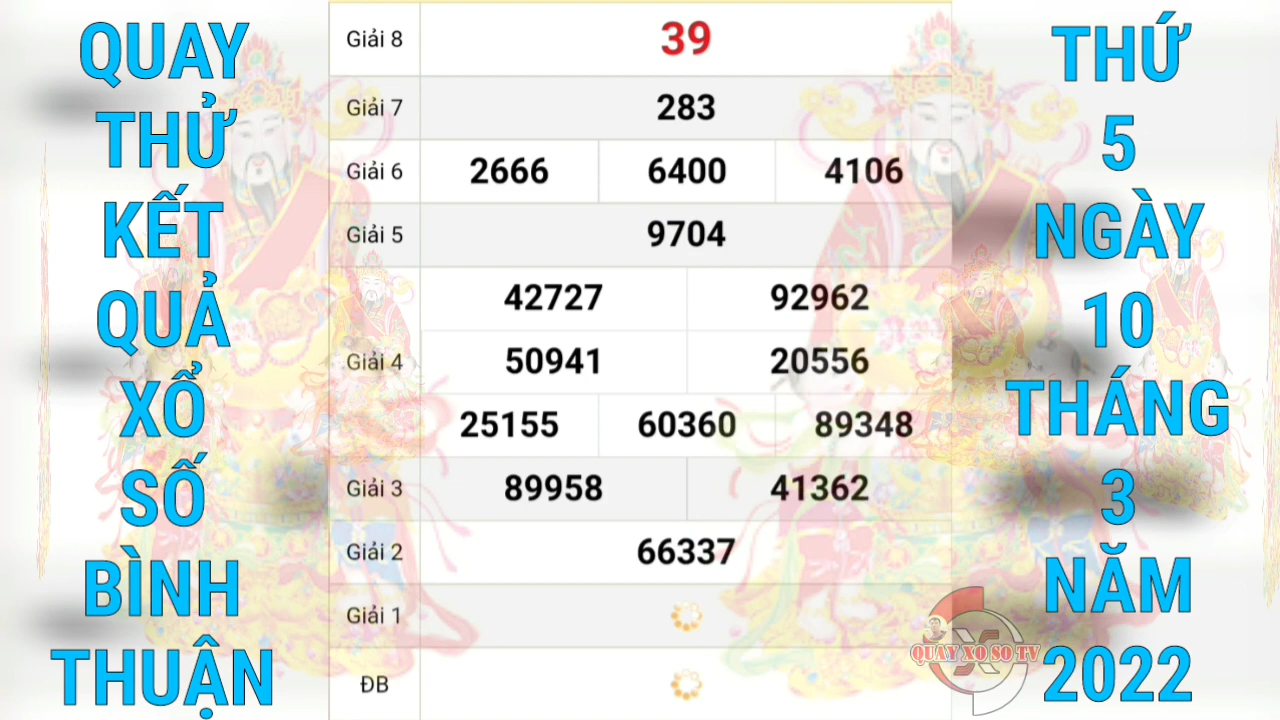 QUAY
THỬ
KẾT
QUẢ
XỔ
SỐ
BÌNH
THUẬN
Giải 8 39
Giải 7 283
Giải 6 2666 6400 4106
Giải 5 9704
42727 92962
Giải 4 50941 20556
25155 60360 89348
Giải 3 89958 41362
Giải 2 66337
Giải 1
ĐB
THỨ
5
NGÀY
10
THÁNG
3
NĂM
2022
QUAY XO SO TV